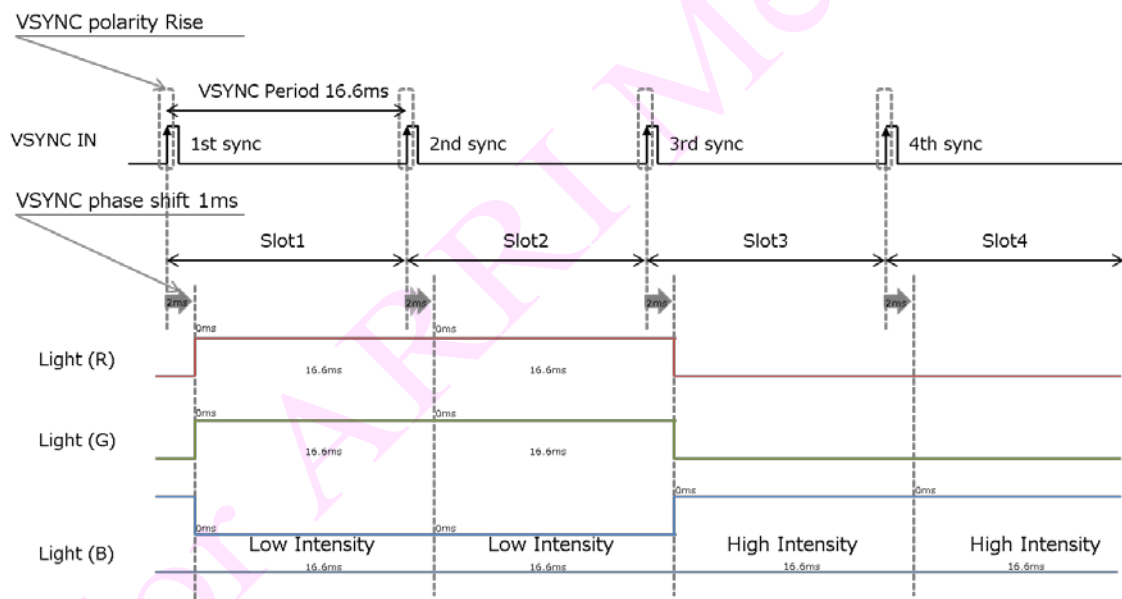 VSYNC polarity Rise
VSYNC Period 16.6ms
VSYNC IN
1st sync
2nd sync
3rd sync
4th sync
VSYNC phase shift 1ms
Slot1
Slot2
Slot3
Slot4
2ms
2ms
2ms
2ms
0ms
0ms
Light (R)
16.6ms
16.6ms
0ms
0ms
Light (G)
16.6ms
16.6ms
0ms
0ms
0ms
0ms
Light (B)
Low Intensity
Low Intensity
High Intensity
High Intensity
16.6ms
16.6ms
16.6ms
16.6ms
or ARRI M